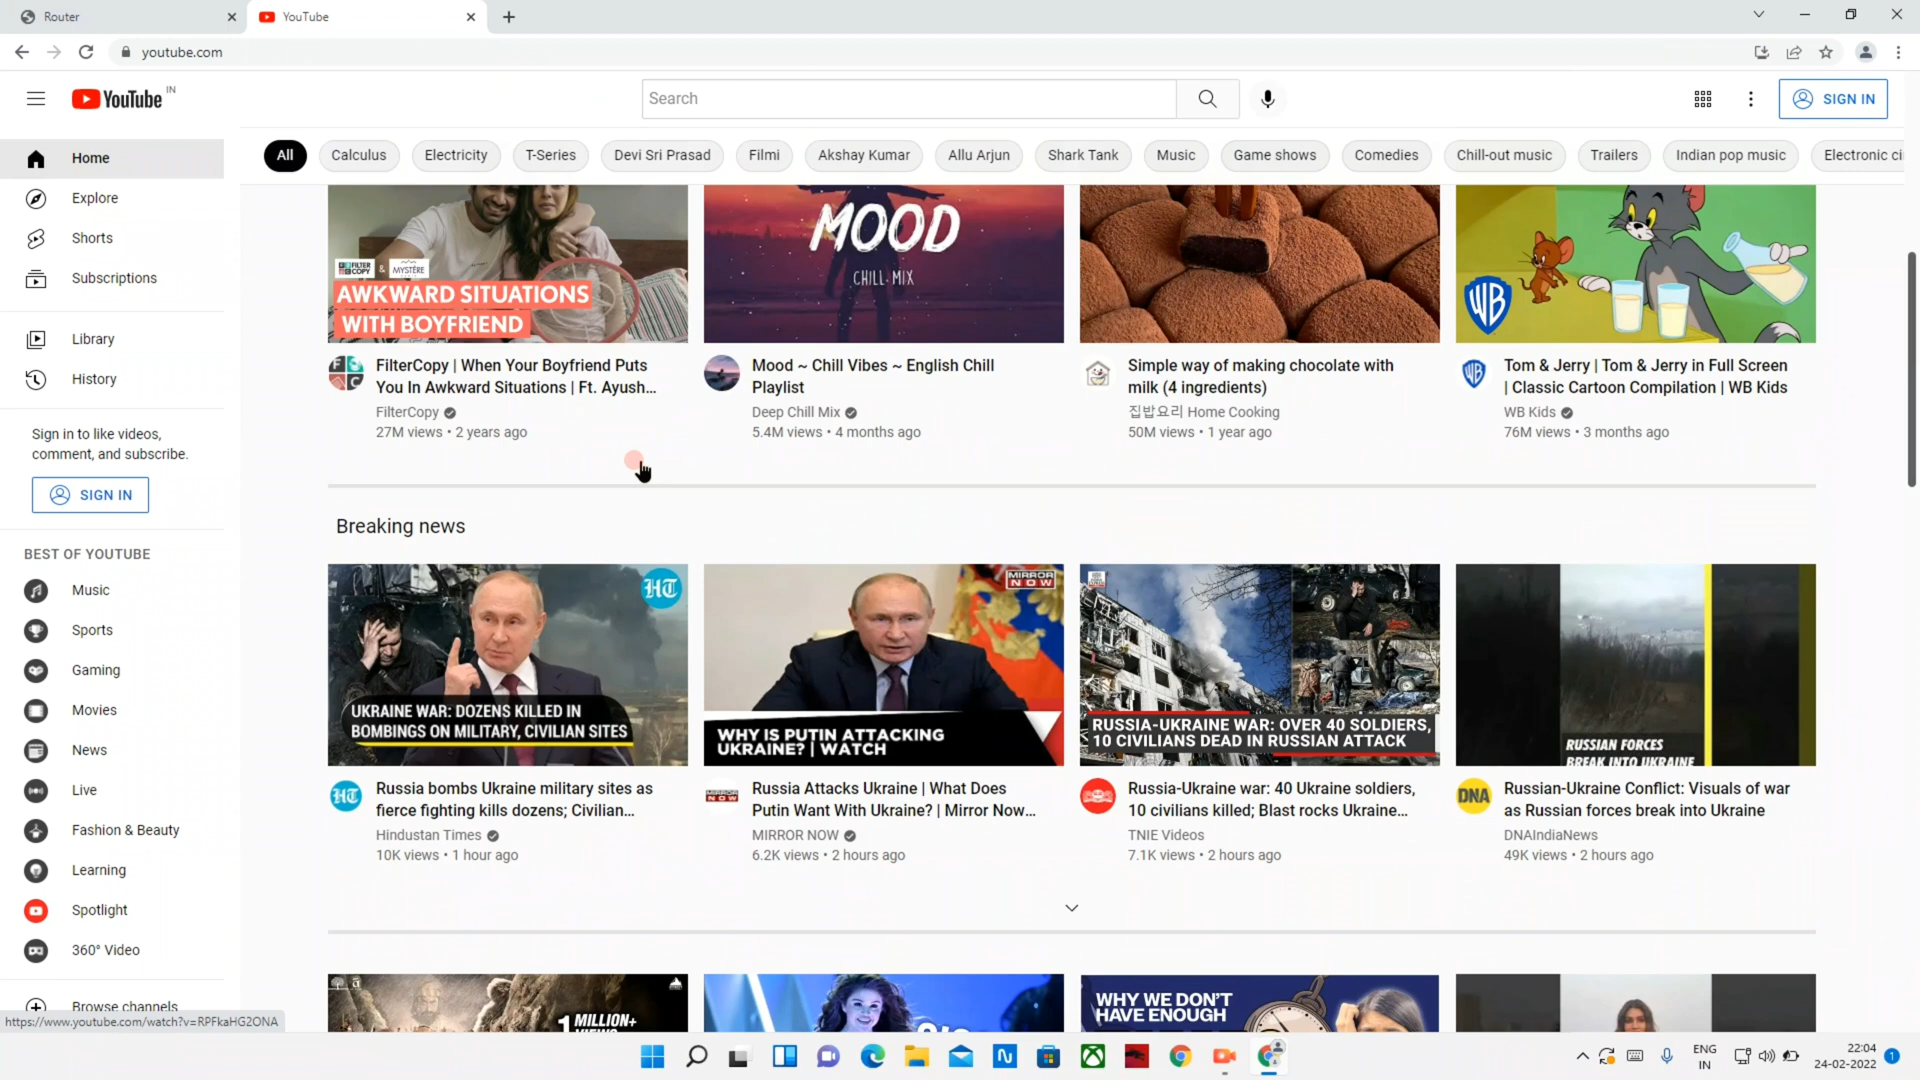 Router
YouTube
youtube.com
YouTube IN
Search
SIGN IN
All
Calculus
Electricity
T-Series
Devi Sri Prasad
Filmi
Akshay Kumar
Allu Arjun
Shark Tank
Music
Game shows
Comedies
Chill-out music
Trailers
Indian pop music
Electronic ci
Home
Explore
Shorts
Subscriptions
Library
History
Sign in to like videos,
comment, and subscribe.
SIGN IN
BEST OF YOUTUBE
Music
Sports
Gaming
Movies
News
Live
Fashion & Beauty
Learning
Spotlight
360° Video
Browse channels
https://www.youtube.com/watch?v=RPFkaHG2ONA
FILTER COPY & MYSTÈRE
AWKWARD SITUATIONS
WITH BOYFRIEND
FilterCopy | When Your Boyfriend Puts
You In Awkward Situations | Ft. Ayush...
FilterCopy
27M views • 2 years ago
MOOD
CHILL MIX
Mood ~ Chill Vibes ~ English Chill
Playlist
Deep Chill Mix
5.4M views • 4 months ago
Simple way of making chocolate with
milk (4 ingredients)
집밥요리 Home Cooking
50M views • 1 year ago
WB
Tom & Jerry | Tom & Jerry in Full Screen
| Classic Cartoon Compilation | WB Kids
WB Kids
76M views • 3 months ago
Breaking news
HT
UKRAINE WAR: DOZENS KILLED IN
BOMBINGS ON MILITARY, CIVILIAN SITES
HT
Russia bombs Ukraine military sites as
fierce fighting kills dozens; Civilian...
Hindustan Times
10K views • 1 hour ago
MIRROR
NOW
WHY IS PUTIN ATTACKING
UKRAINE? | WATCH
MIRROR
NOW
Russia Attacks Ukraine | What Does
Putin Want With Ukraine? | Mirror Now...
MIRROR NOW
6.2K views • 2 hours ago
RUSSIA-UKRAINE WAR: OVER 40 SOLDIERS,
10 CIVILIANS DEAD IN RUSSIAN ATTACK
Russia-Ukraine war: 40 Ukraine soldiers,
10 civilians killed; Blast rocks Ukraine...
TNIE Videos
7.1K views • 2 hours ago
RUSSIAN FORCES
BREAK INTO UKRAINE
DNA
Russian-Ukraine Conflict: Visuals of war
as Russian forces break into Ukraine
DNAIndiaNews
49K views • 2 hours ago
1 MILLION+
WHY WE DON'T
HAVE ENOUGH
ENG
IN
22:04
24-02-2022
1